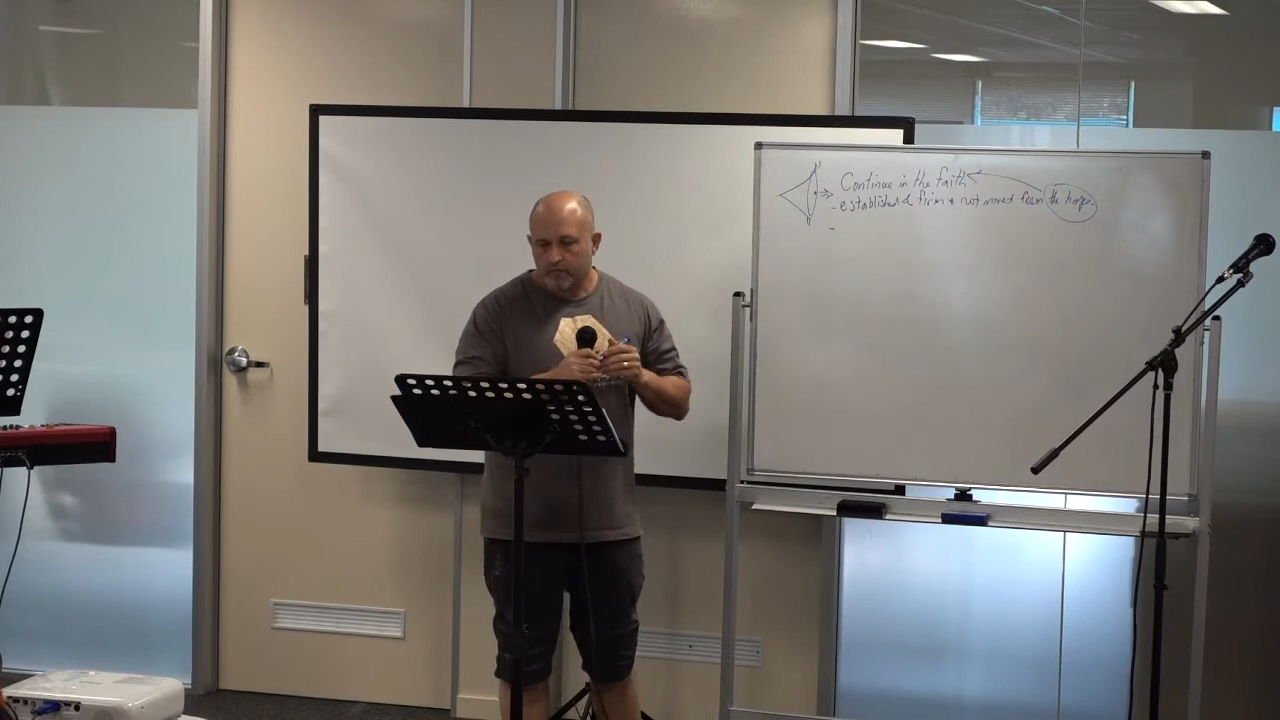 Continue in the faith
- established & firm + not moved from the hope.